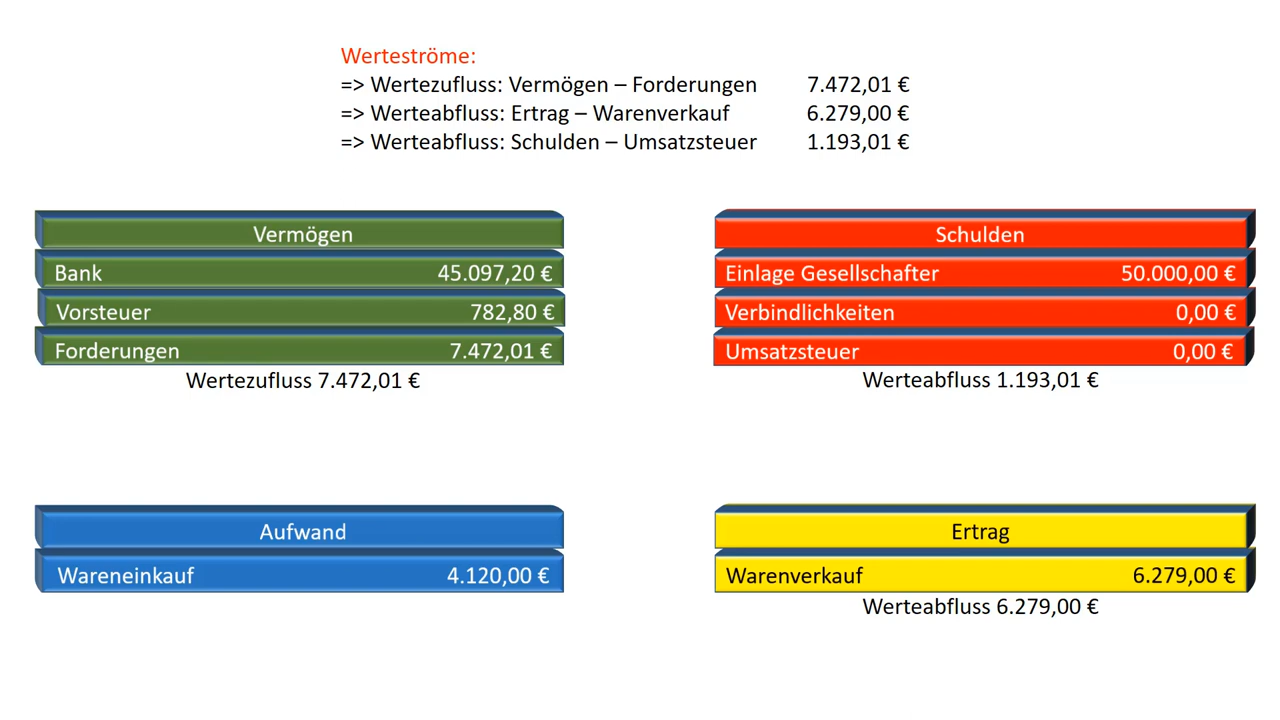 Werteströme:
=> Wertezufluss: Vermögen – Forderungen 7.472,01 €
=> Werteabfluss: Ertrag – Warenverkauf 6.279,00 €
=> Werteabfluss: Schulden – Umsatzsteuer 1.193,01 €
Vermögen
Bank 45.097,20 €
Vorsteuer 782,80 €
Forderungen 7.472,01 €
Wertezufluss 7.472,01 €
Schulden
Einlage Gesellschafter 50.000,00 €
Verbindlichkeiten 0,00 €
Umsatzsteuer 0,00 €
Werteabfluss 1.193,01 €
Aufwand
Wareneinkauf 4.120,00 €
Ertrag
Warenverkauf 6.279,00 €
Werteabfluss 6.279,00 €